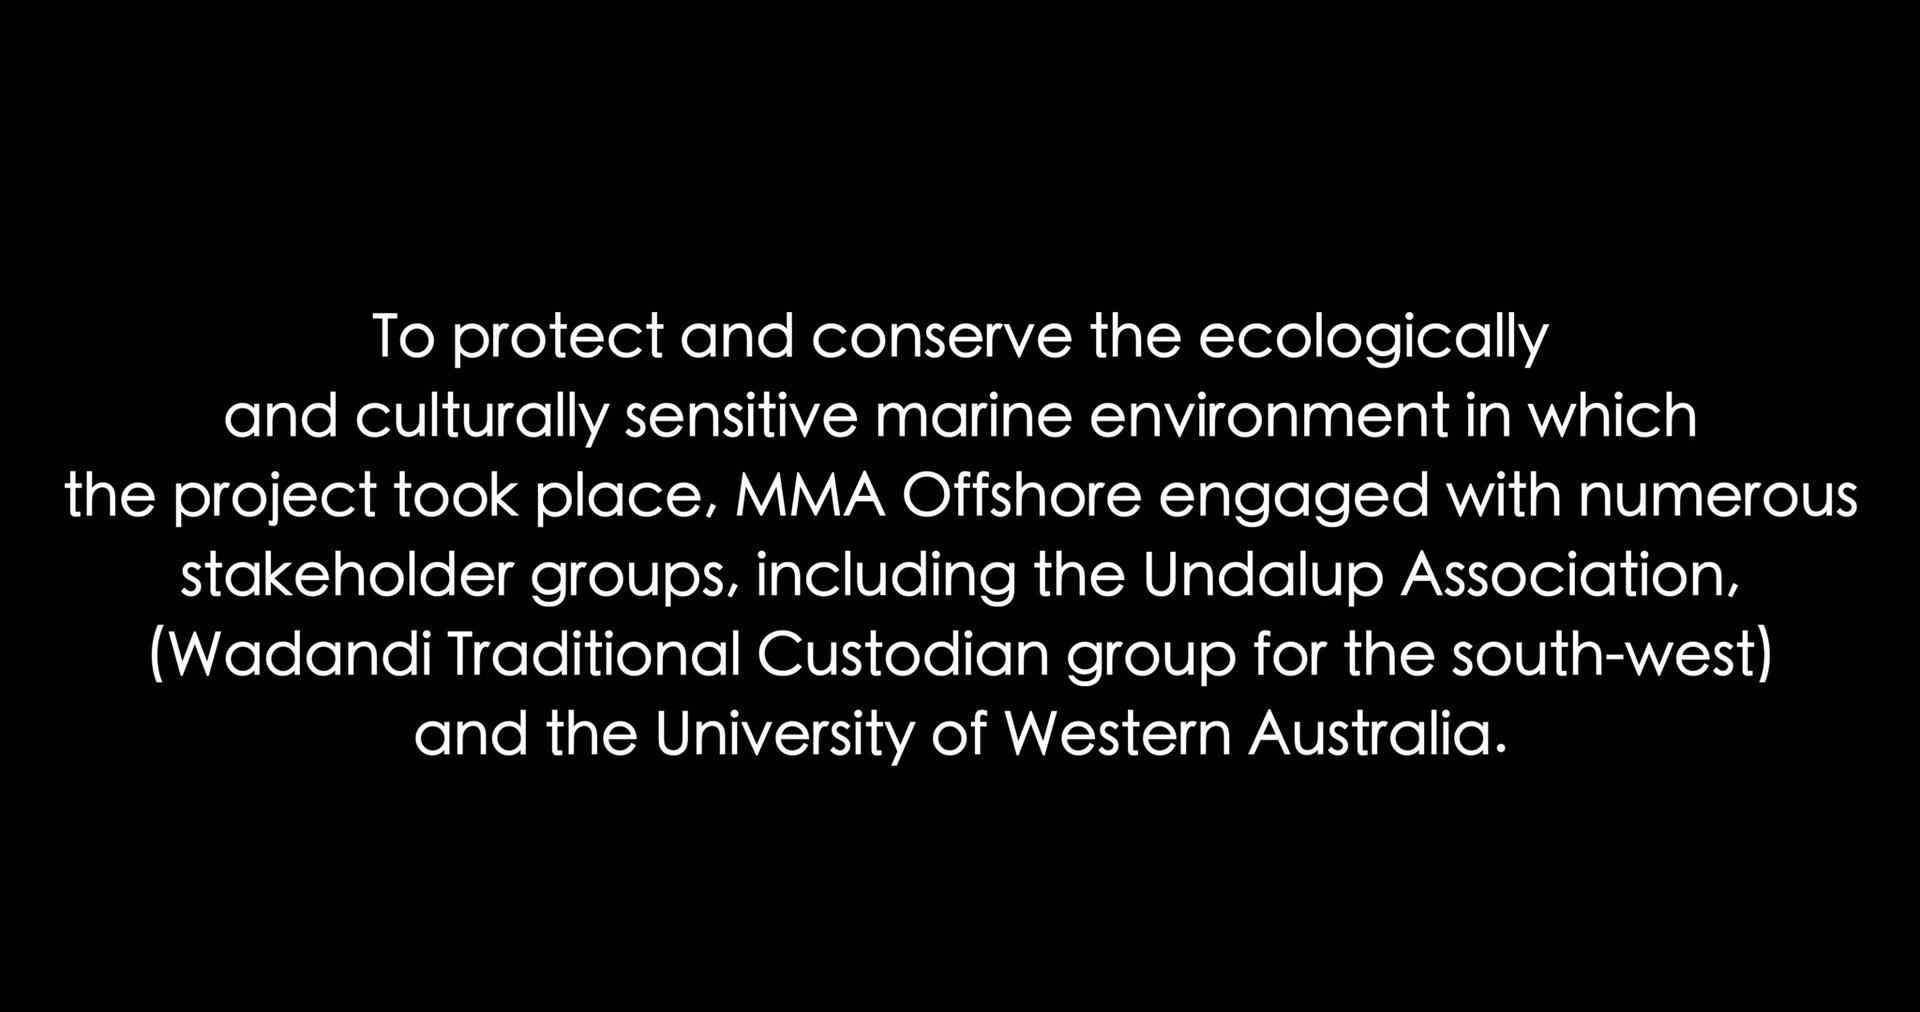 To protect and conserve the ecologically
and culturally sensitive marine environment in which
the project took place, MMA Offshore engaged with numerous
stakeholder groups, including the Undalup Association,
(Wadandi Traditional Custodian group for the south-west)
and the University of Western Australia.